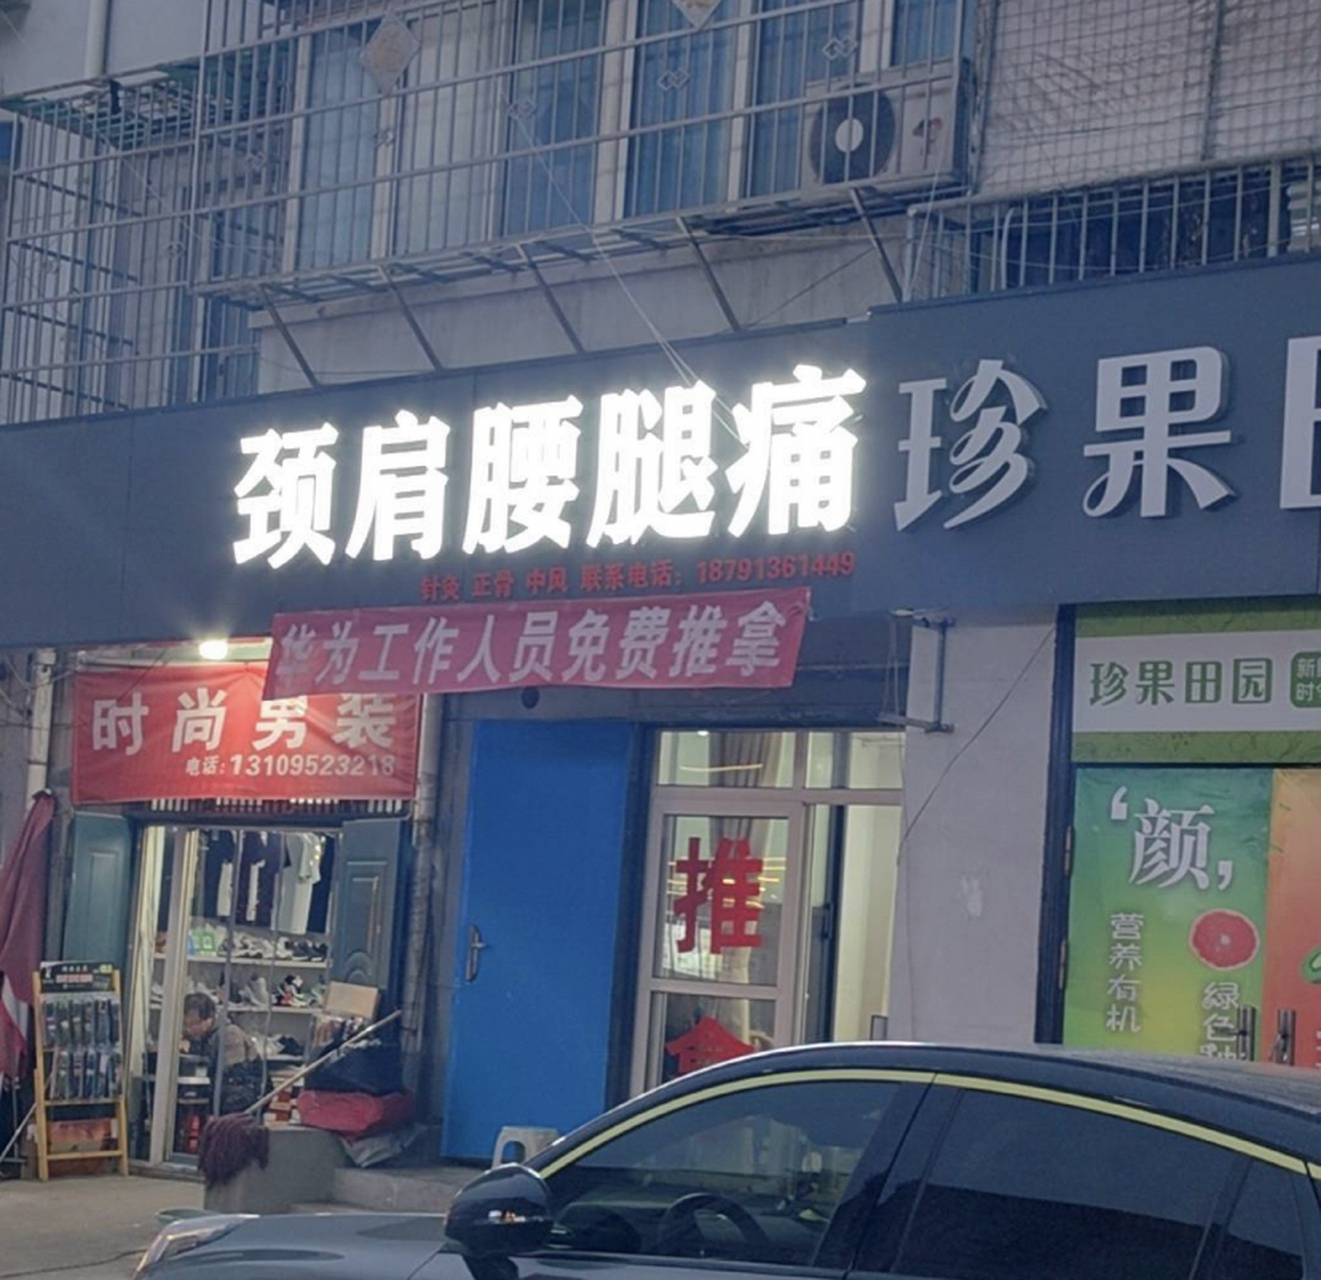 颈肩腰腿痛
针灸 正骨 中风 联系电话：18791361449
华为工作人员免费推拿
时尚男装
电话：13109523218
推
拿
珍果田
珍果田园
‘颜，
营养有机
绿色